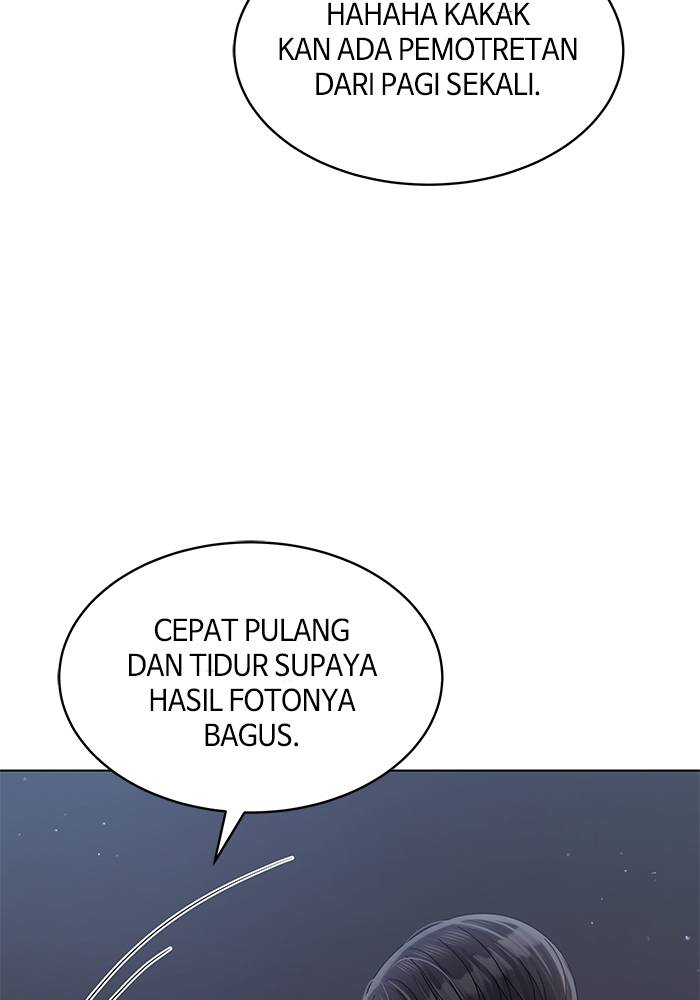 HAHAHA KAKAK
KAN ADA PEMOTRETAN
DARI PAGI SEKALI.
CEPAT PULANG
DAN TIDUR SUPAYA
HASIL FOTONYA
BAGUS.